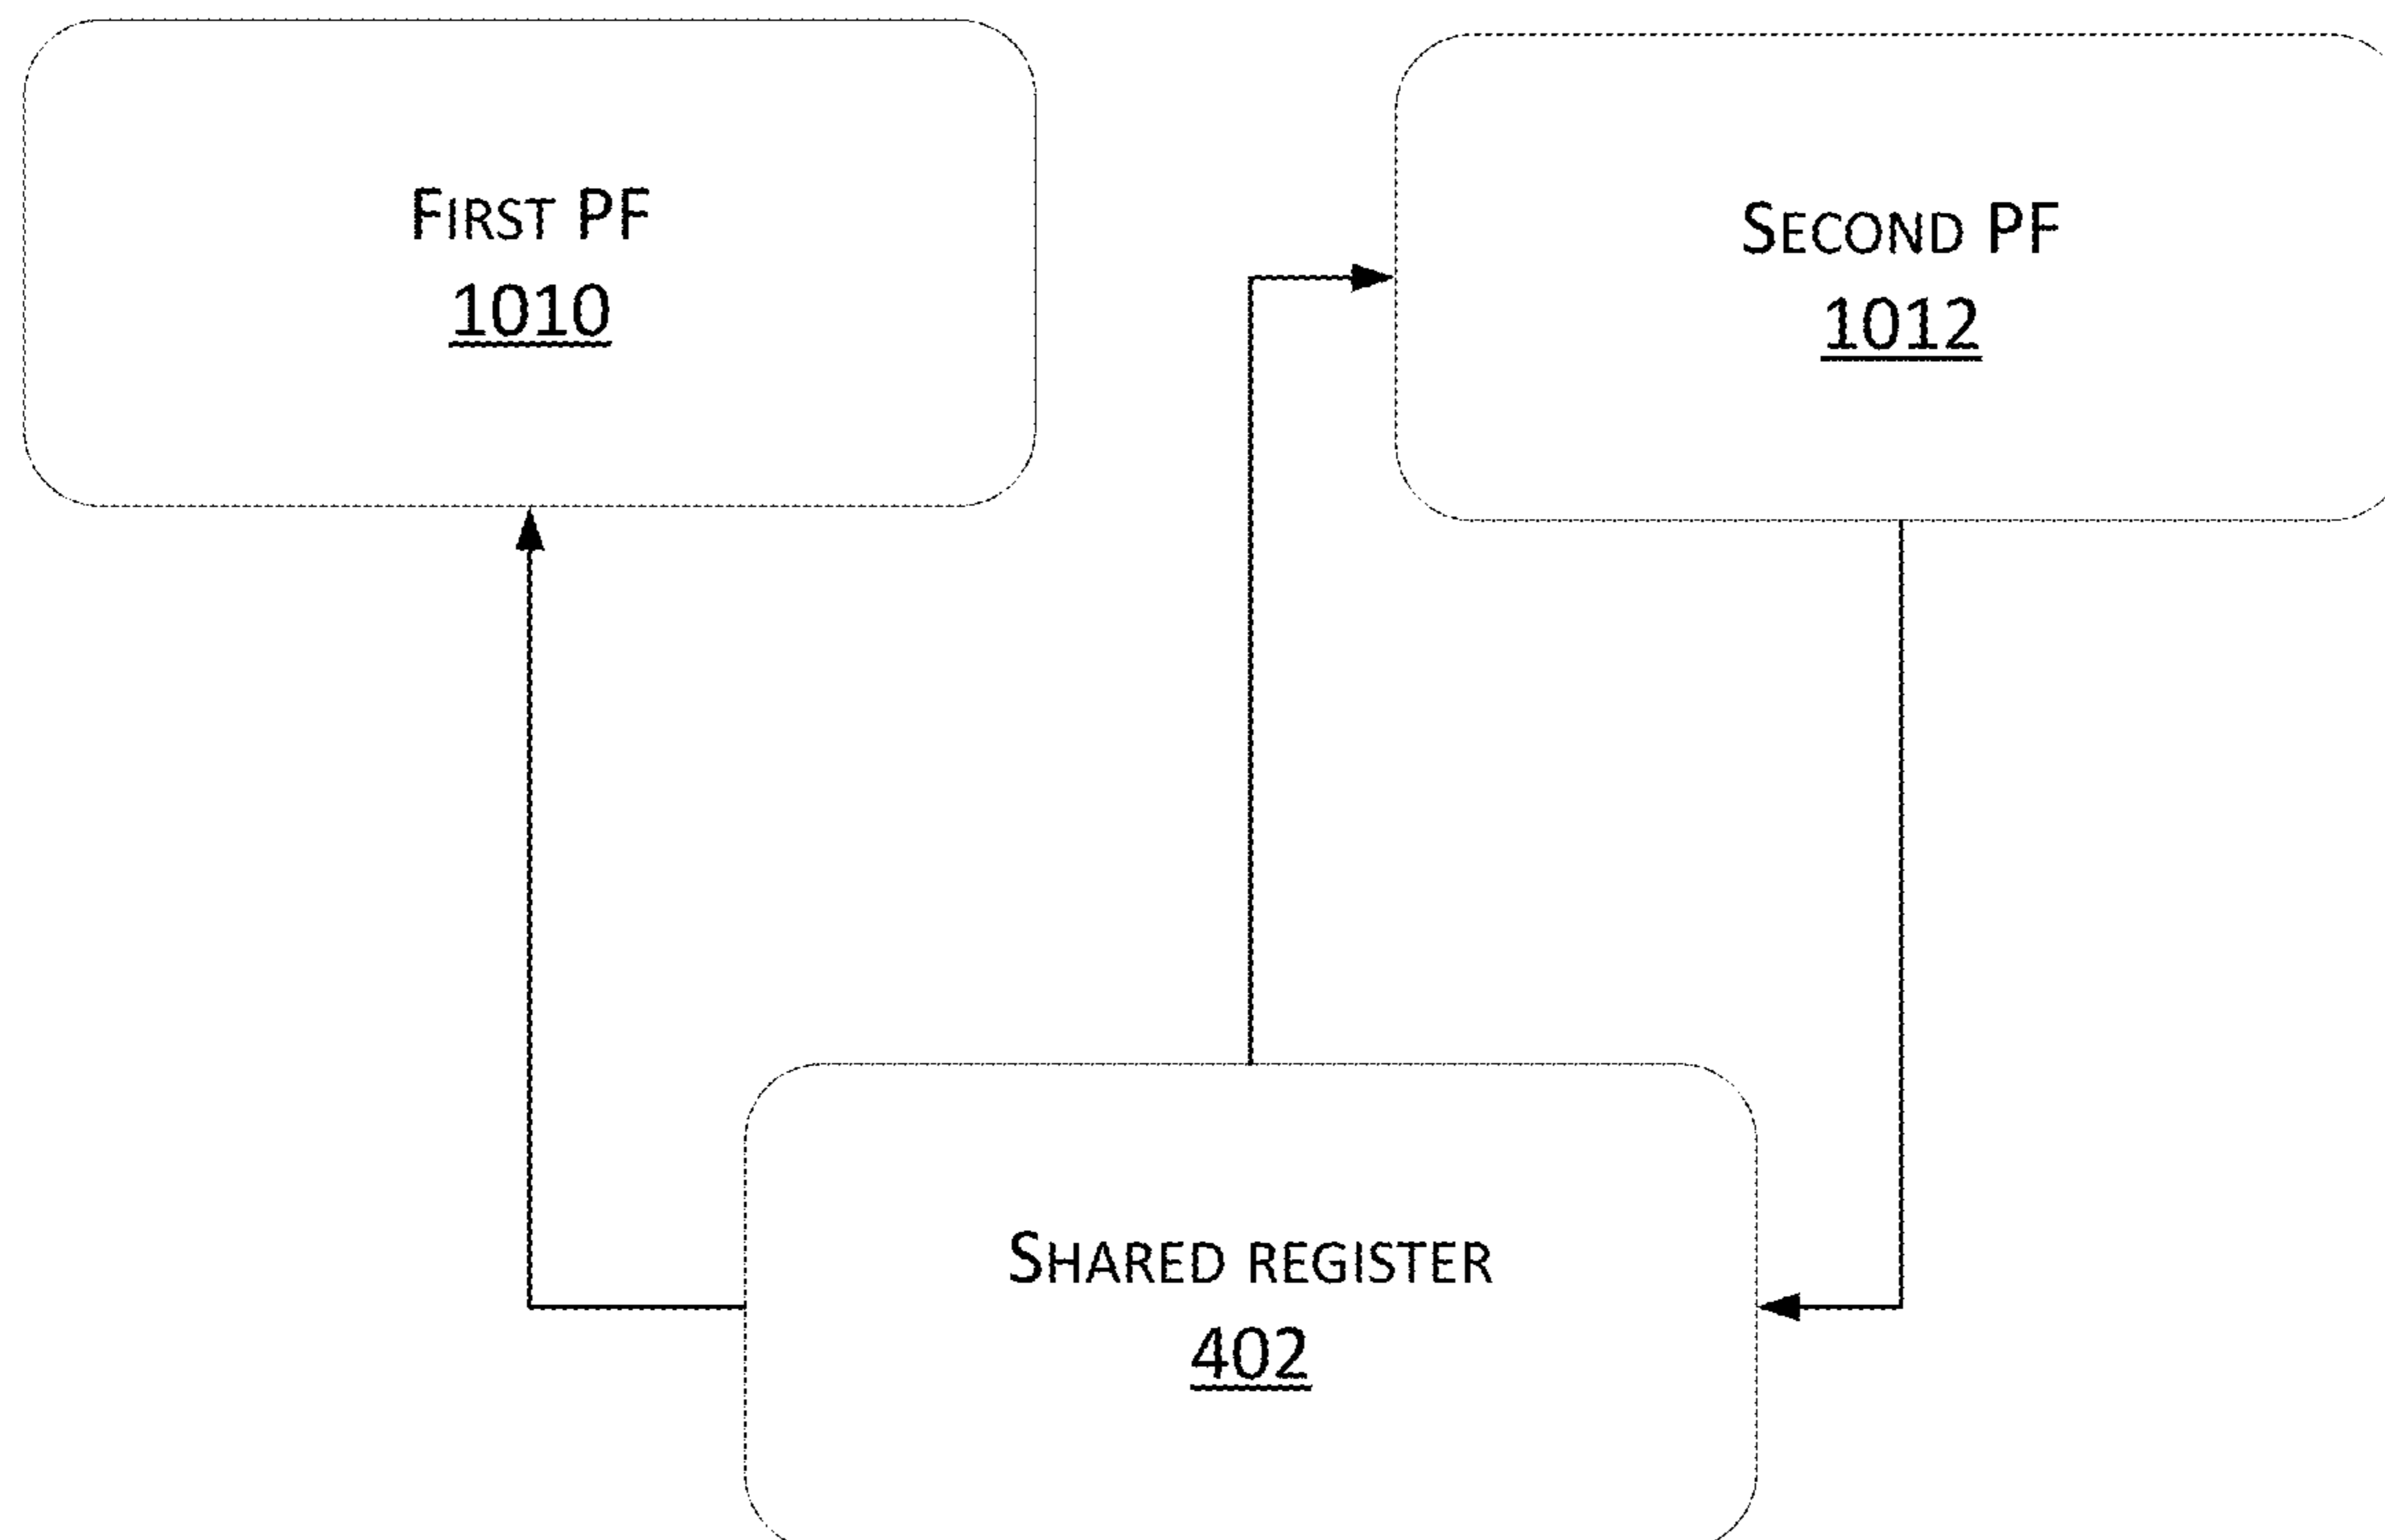 First PF
1010
Second PF
1012
Shared register
402